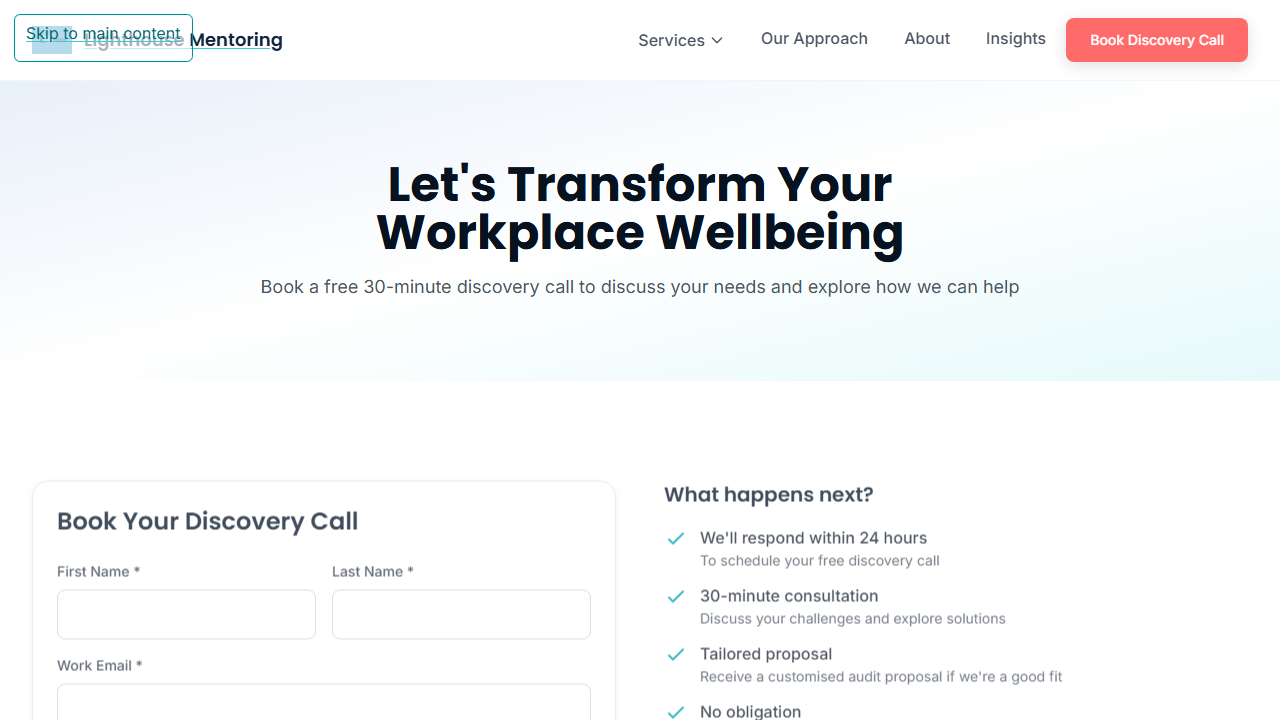 Skip to main content
Lighthouse Mentoring
Services
Our Approach
About
Insights
Book Discovery Call
Let's Transform Your
Workplace Wellbeing
Book a free 30-minute discovery call to discuss your needs and explore how we can help
Book Your Discovery Call
First Name *
Last Name *
Work Email *
What happens next?
We'll respond within 24 hours
To schedule your free discovery call
30-minute consultation
Discuss your challenges and explore solutions
Tailored proposal
Receive a customised audit proposal if we're a good fit
No obligation